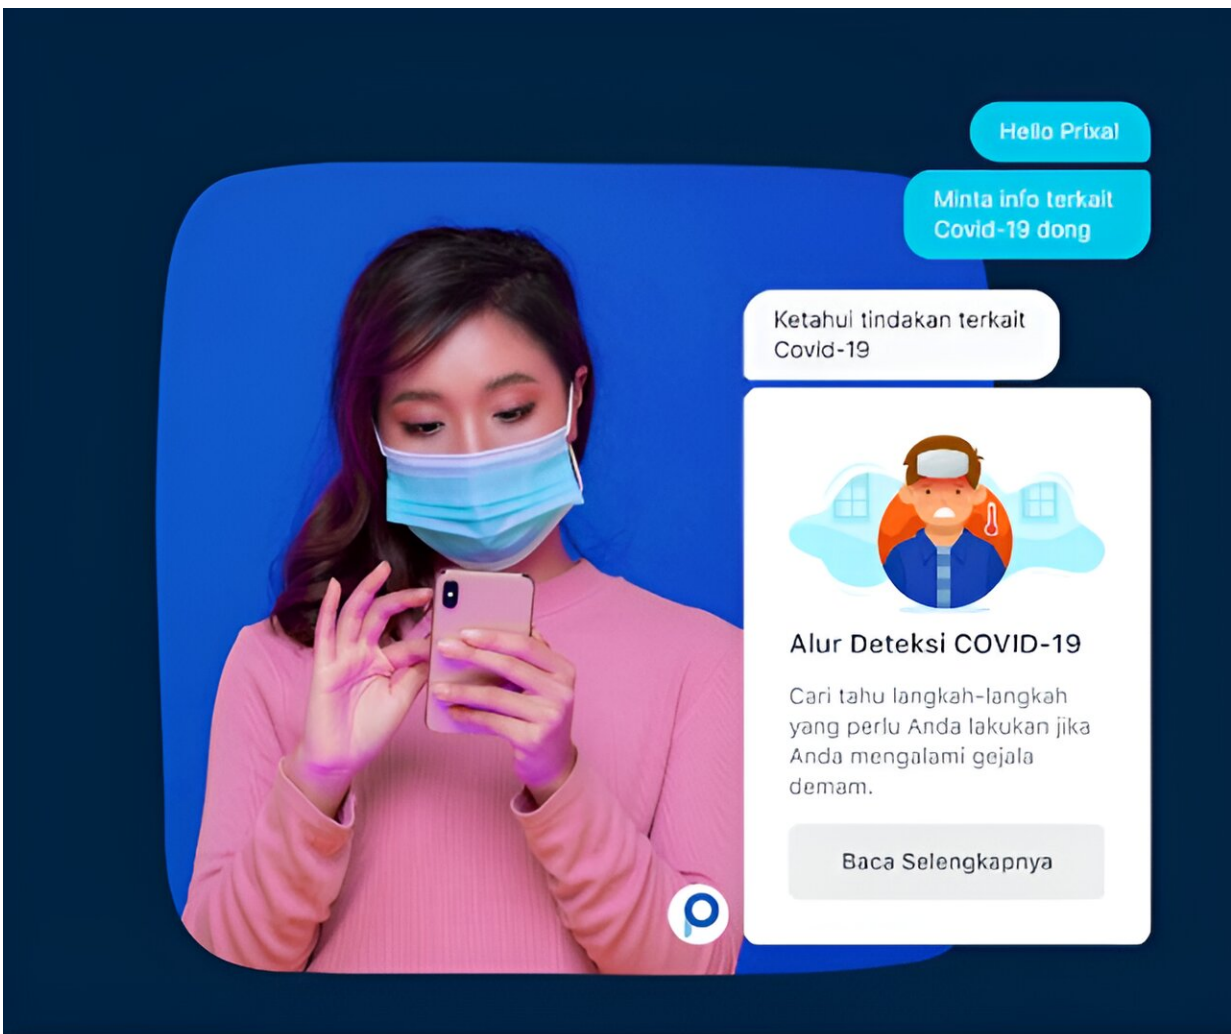 Hello Prixa!
Minta info terkait
Covid-19 dong
Ketahui tindakan terkait
Covid-19
Alur Deteksi COVID-19
Cari tahu langkah-langkah
yang perlu Anda lakukan jika
Anda mengalami gejala
demam.
Baca Selengkapnya